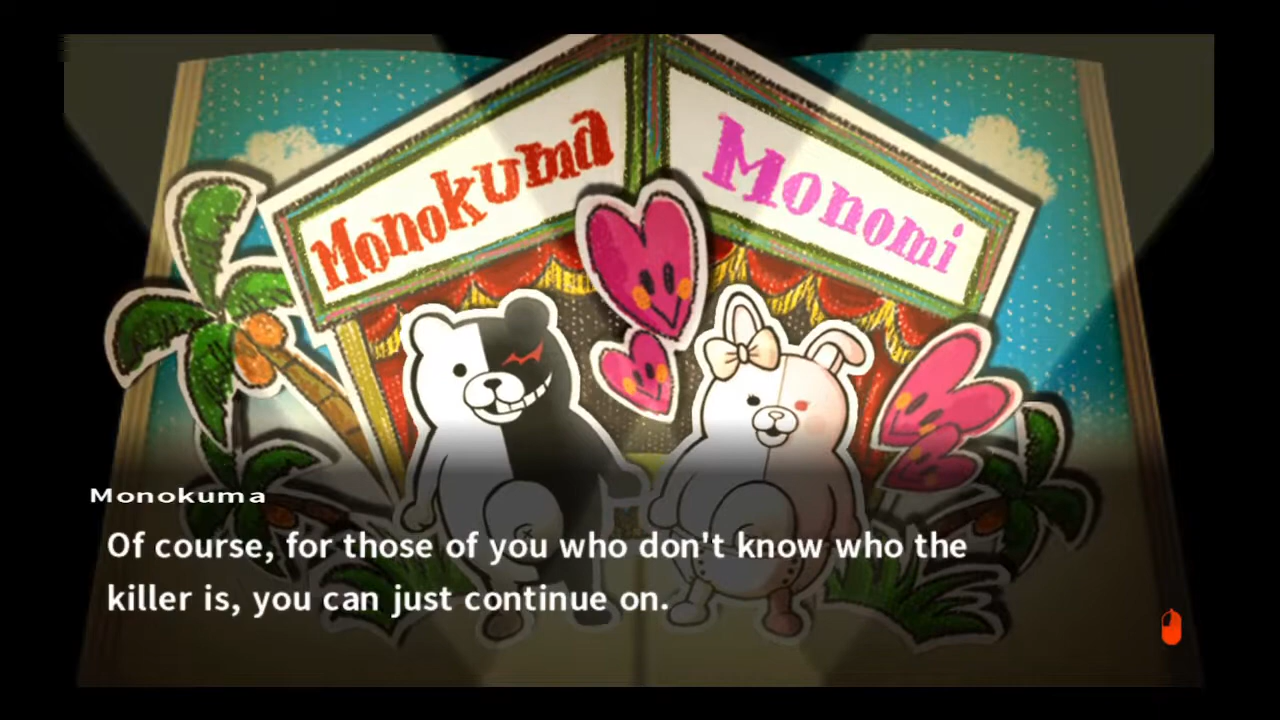 Monokuma
Monomi
Monokuma
Of course, for those of you who don't know who the
killer is, you can just continue on.